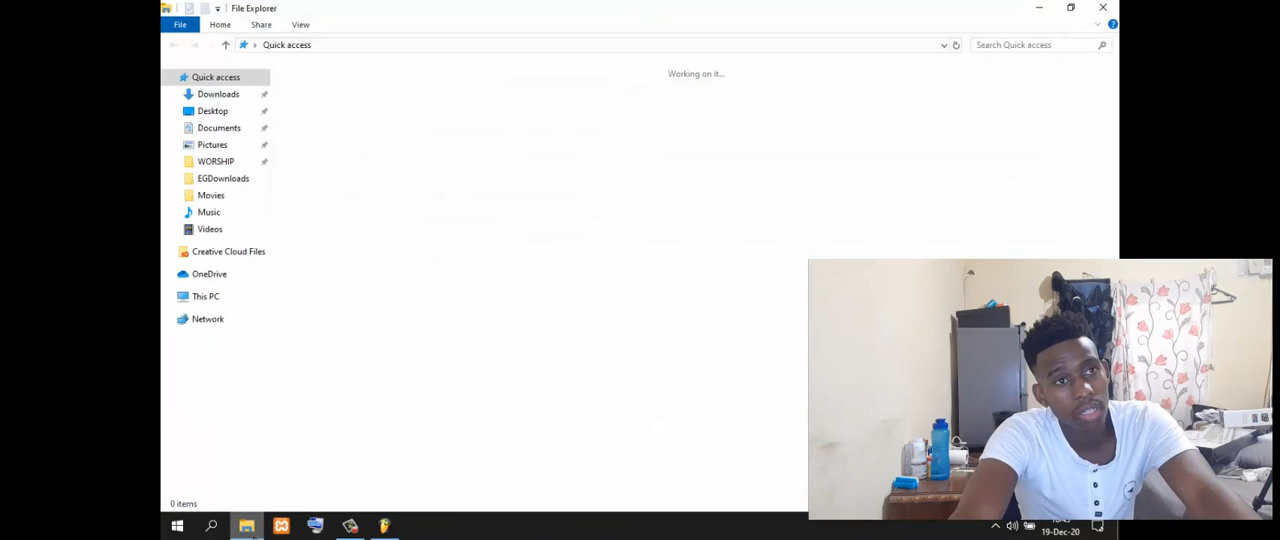 File Explorer
File
Home
Share
View
Quick access
Search Quick access
Working on it...
Quick access
Downloads
Desktop
Documents
Pictures
WORSHIP
EGDownloads
Movies
Music
Videos
Creative Cloud Files
OneDrive
This PC
Network
0 items
19-Dec-20